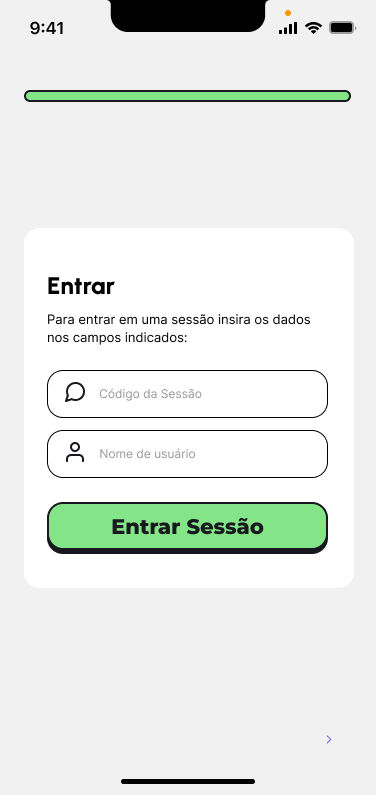 9:41
Entrar
Para entrar em uma sessão insira os dados
nos campos indicados:
Código da Sessão
Nome de usuário
Entrar Sessão